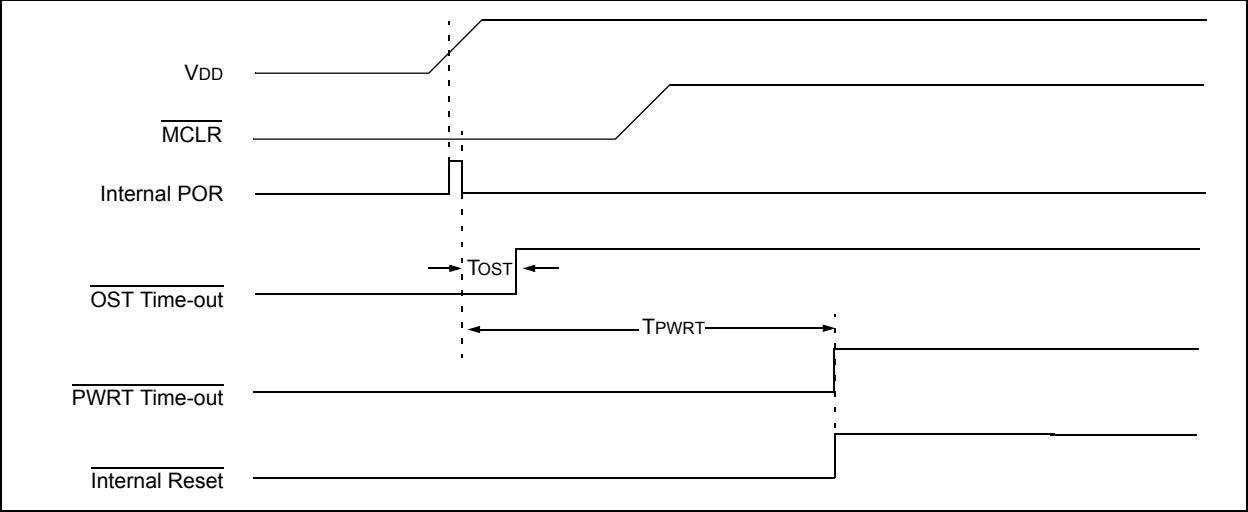 VDD
MCLR
Internal POR
TOST
OST Time-out
TPWRT
PWRT Time-out
Internal Reset